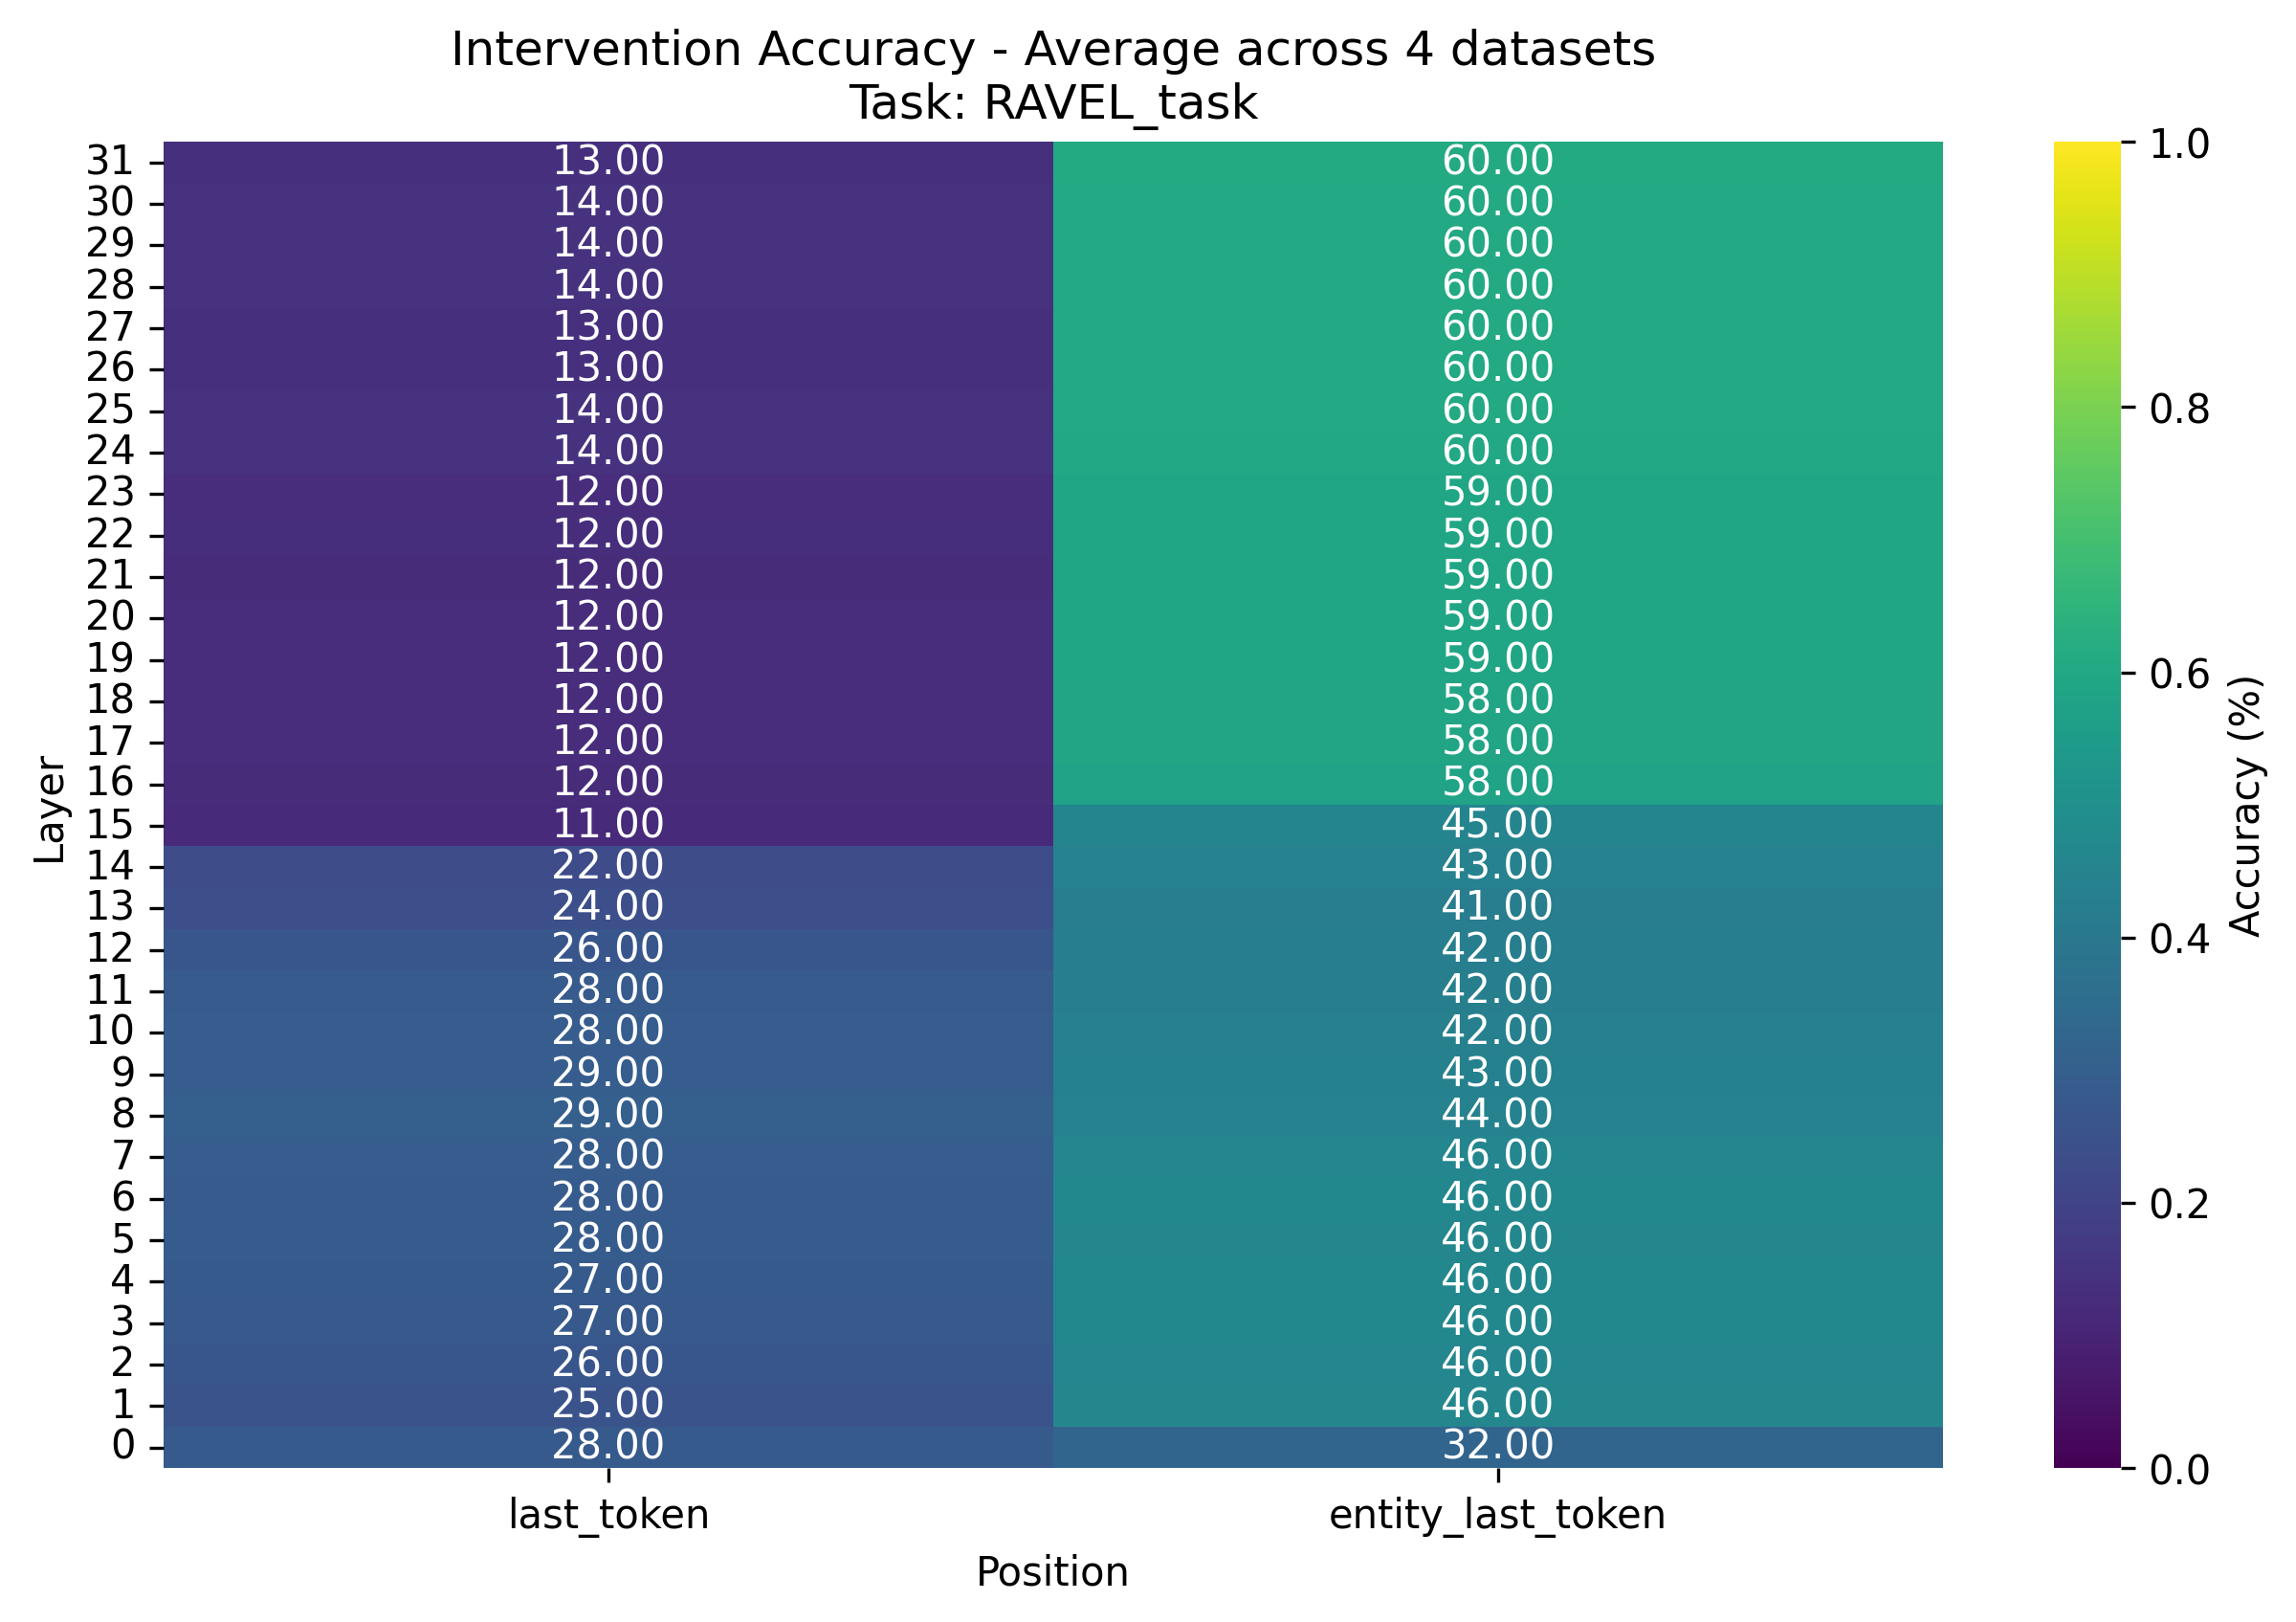 Intervention Accuracy - Average across 4 datasets
Task: RAVEL_task
31 13.00 60.00 1.0
30 14.00 60.00
29 14.00 60.00
28 14.00 60.00
27 13.00 60.00
26 13.00 60.00
25 14.00 60.00 0.8
24 14.00 60.00
23 12.00 59.00
22 12.00 59.00
21 12.00 59.00
20 12.00 59.00
19 12.00 59.00 0.6
18 12.00 58.00
17 12.00 58.00
16 12.00 58.00
15 11.00 45.00
14 22.00 43.00
13 24.00 41.00
12 26.00 42.00 0.4
11 28.00 42.00
10 28.00 42.00
9 29.00 43.00
8 29.00 44.00
7 28.00 46.00
6 28.00 46.00 0.2
5 28.00 46.00
4 27.00 46.00
3 27.00 46.00
2 26.00 46.00
1 25.00 46.00
0 28.00 32.00 0.0
Layer
Accuracy (%)
last_token entity_last_token
Position